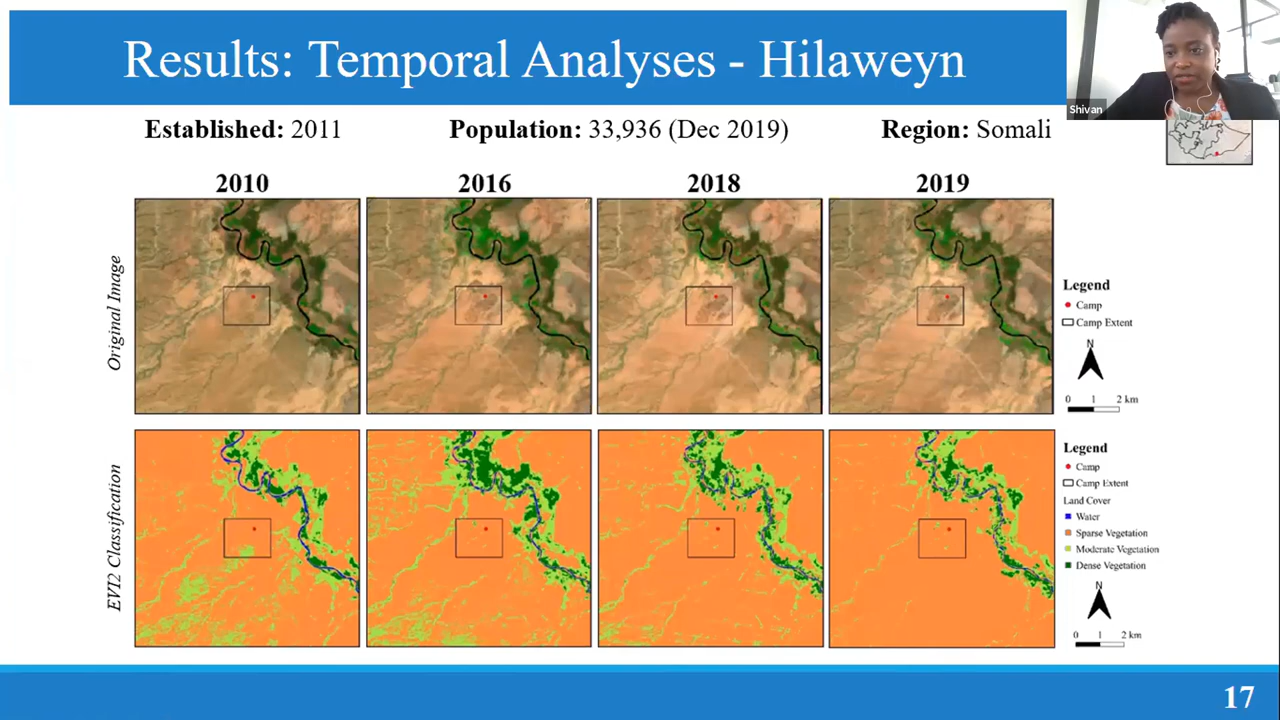 Results: Temporal Analyses - Hilaweyn
Shivan
Established: 2011 Population: 33,936 (Dec 2019) Region: Somali
2010 2016 2018 2019
Original Image
Legend
Camp
Camp Extent
N
0 1 2 km
EVI2 Classification
Legend
Camp
Camp Extent
Land Cover
Water
Sparse Vegetation
Moderate Vegetation
Dense Vegetation
N
0 1 2 km
17